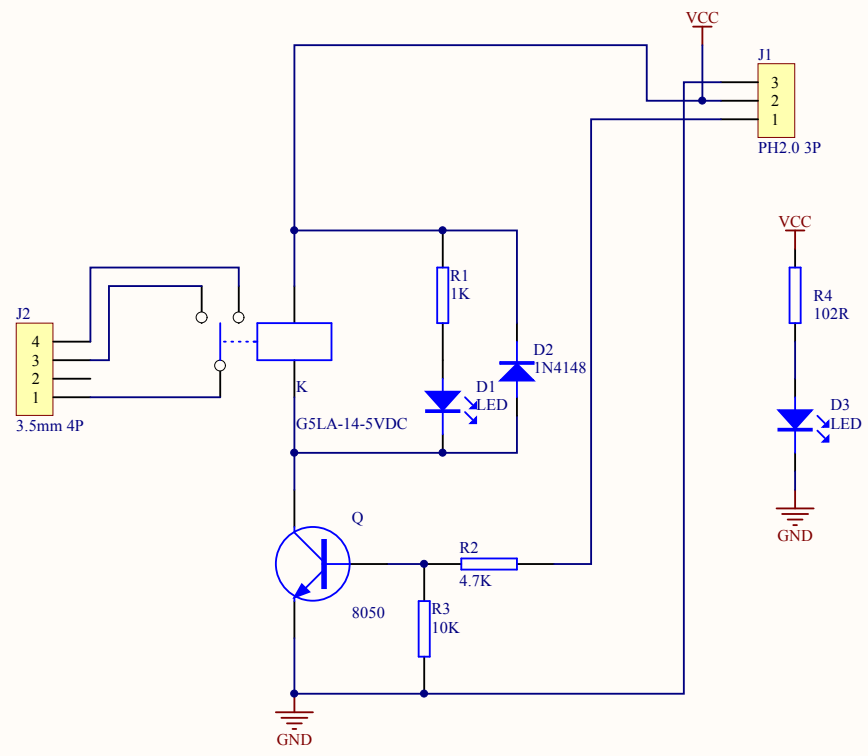 VCC
J1
3
2
1
PH2.0 3P
VCC
R1
1K
R4
102R
J2
4
3
2
1
3.5mm 4P
K
G5LA-14-5VDC
D2
1N4148
D1
LED
D3
LED
Q
8050
R2
4.7K
R3
10K
GND
GND